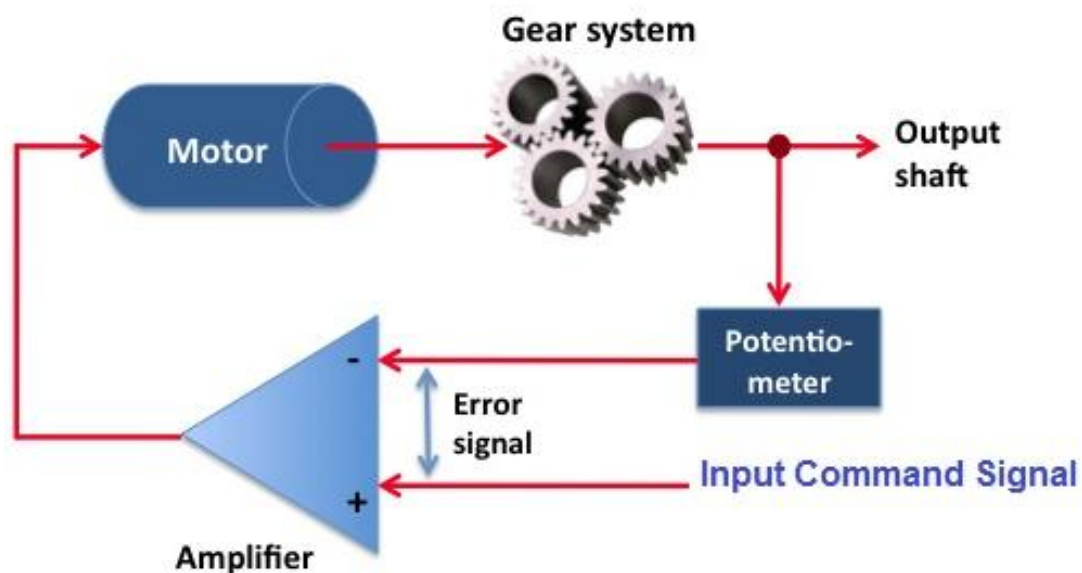 Gear system
Motor
Output
shaft
Potentio-
meter
-
Error
signal
+
Input Command Signal
Amplifier